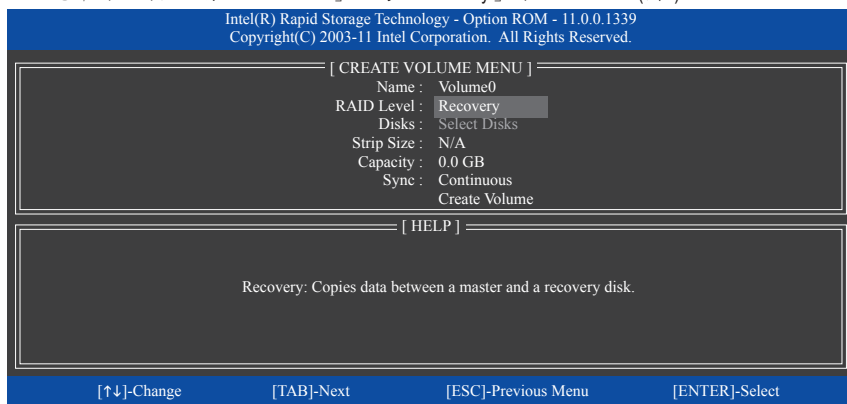 Intel(R) Rapid Storage Technology - Option ROM - 11.0.0.1339
Copyright(C) 2003-11 Intel Corporation. All Rights Reserved.
[ CREATE VOLUME MENU ]
Name : Volume0
RAID Level : Recovery
Disks : Select Disks
Strip Size : N/A
Capacity : 0.0 GB
Sync : Continuous
Create Volume
[ HELP ]
Recovery: Copies data between a master and a recovery disk.
[↑↓]-Change [TAB]-Next [ESC]-Previous Menu [ENTER]-Select